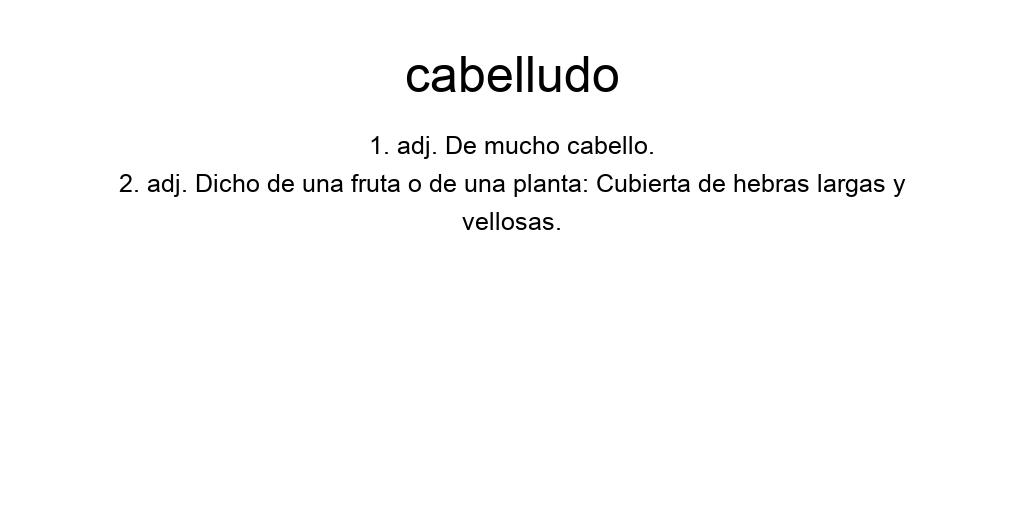 cabelludo
1. adj. De mucho cabello.
2. adj. Dicho de una fruta o de una planta: Cubierta de hebras largas y
vellosas.